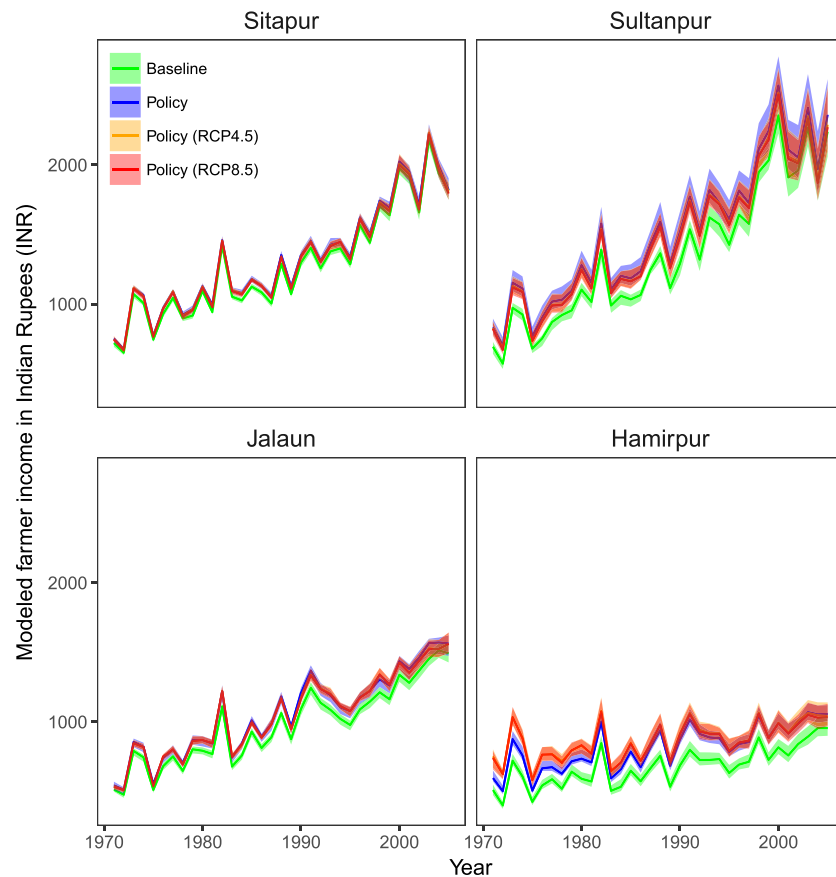 Sitapur
Sultanpur
Baseline
Policy
Policy (RCP4.5)
Policy (RCP8.5)
2000
1000
Modeled farmer income in Indian Rupees (INR)
Jalaun
Hamirpur
2000
1000
1970
1980
1990
2000
1970
1980
1990
2000
Year